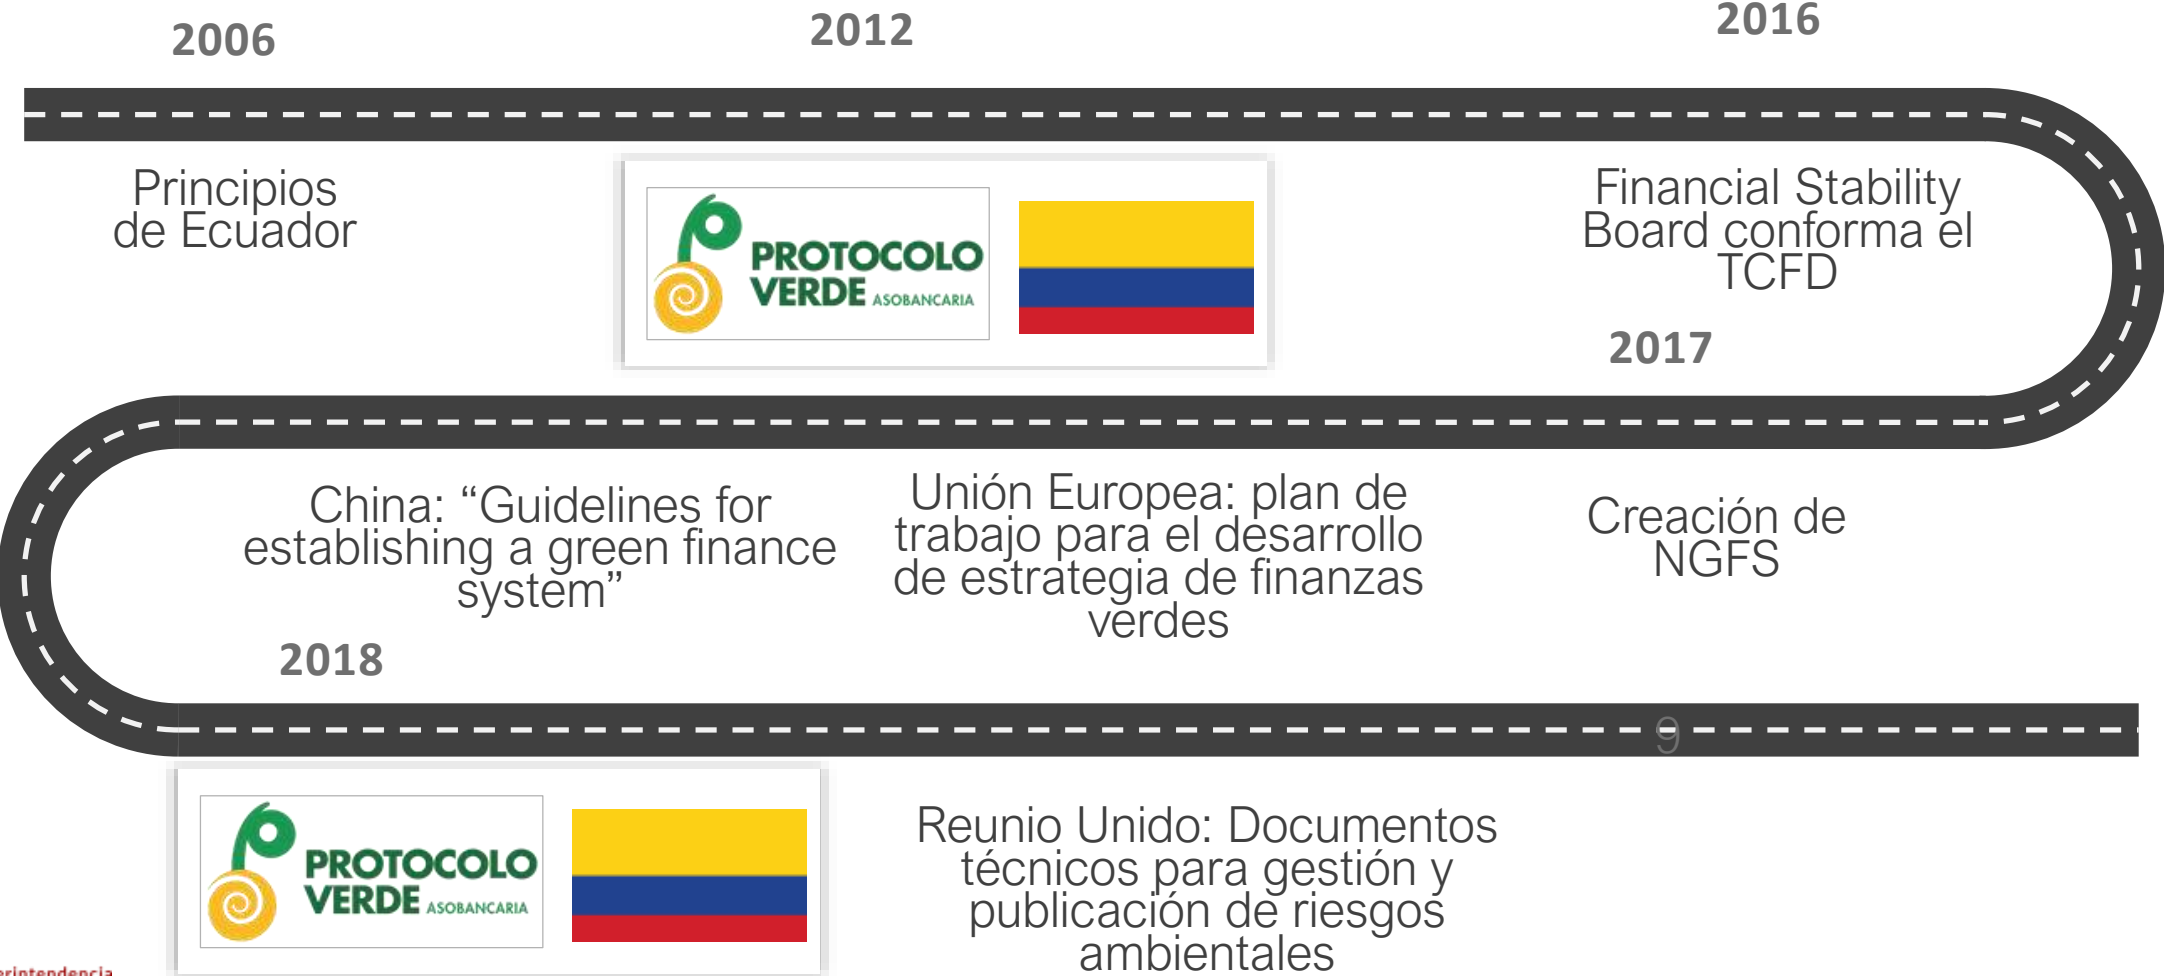 2006
2012
2016
Principios
de Ecuador
PROTOCOLO
VERDE ASOBANCARIA
Financial Stability
Board conforma el
TCFD
2017
China: “Guidelines for
establishing a green finance
system”
Unión Europea: plan de
trabajo para el desarrollo
de estrategia de finanzas
verdes
Creación de
NGFS
2018
9
PROTOCOLO
VERDE ASOBANCARIA
Reunio Unido: Documentos
técnicos para gestión y
publicación de riesgos
ambientales